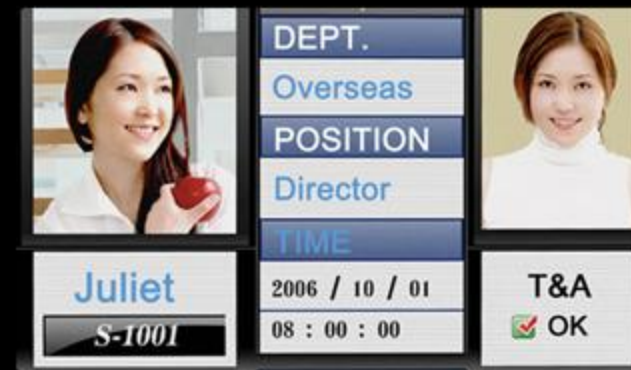 DEPT.
Overseas
POSITION
Director
TIME
Juliet
S-1001
2006 / 10 / 01
08 : 00 : 00
T&A
OK